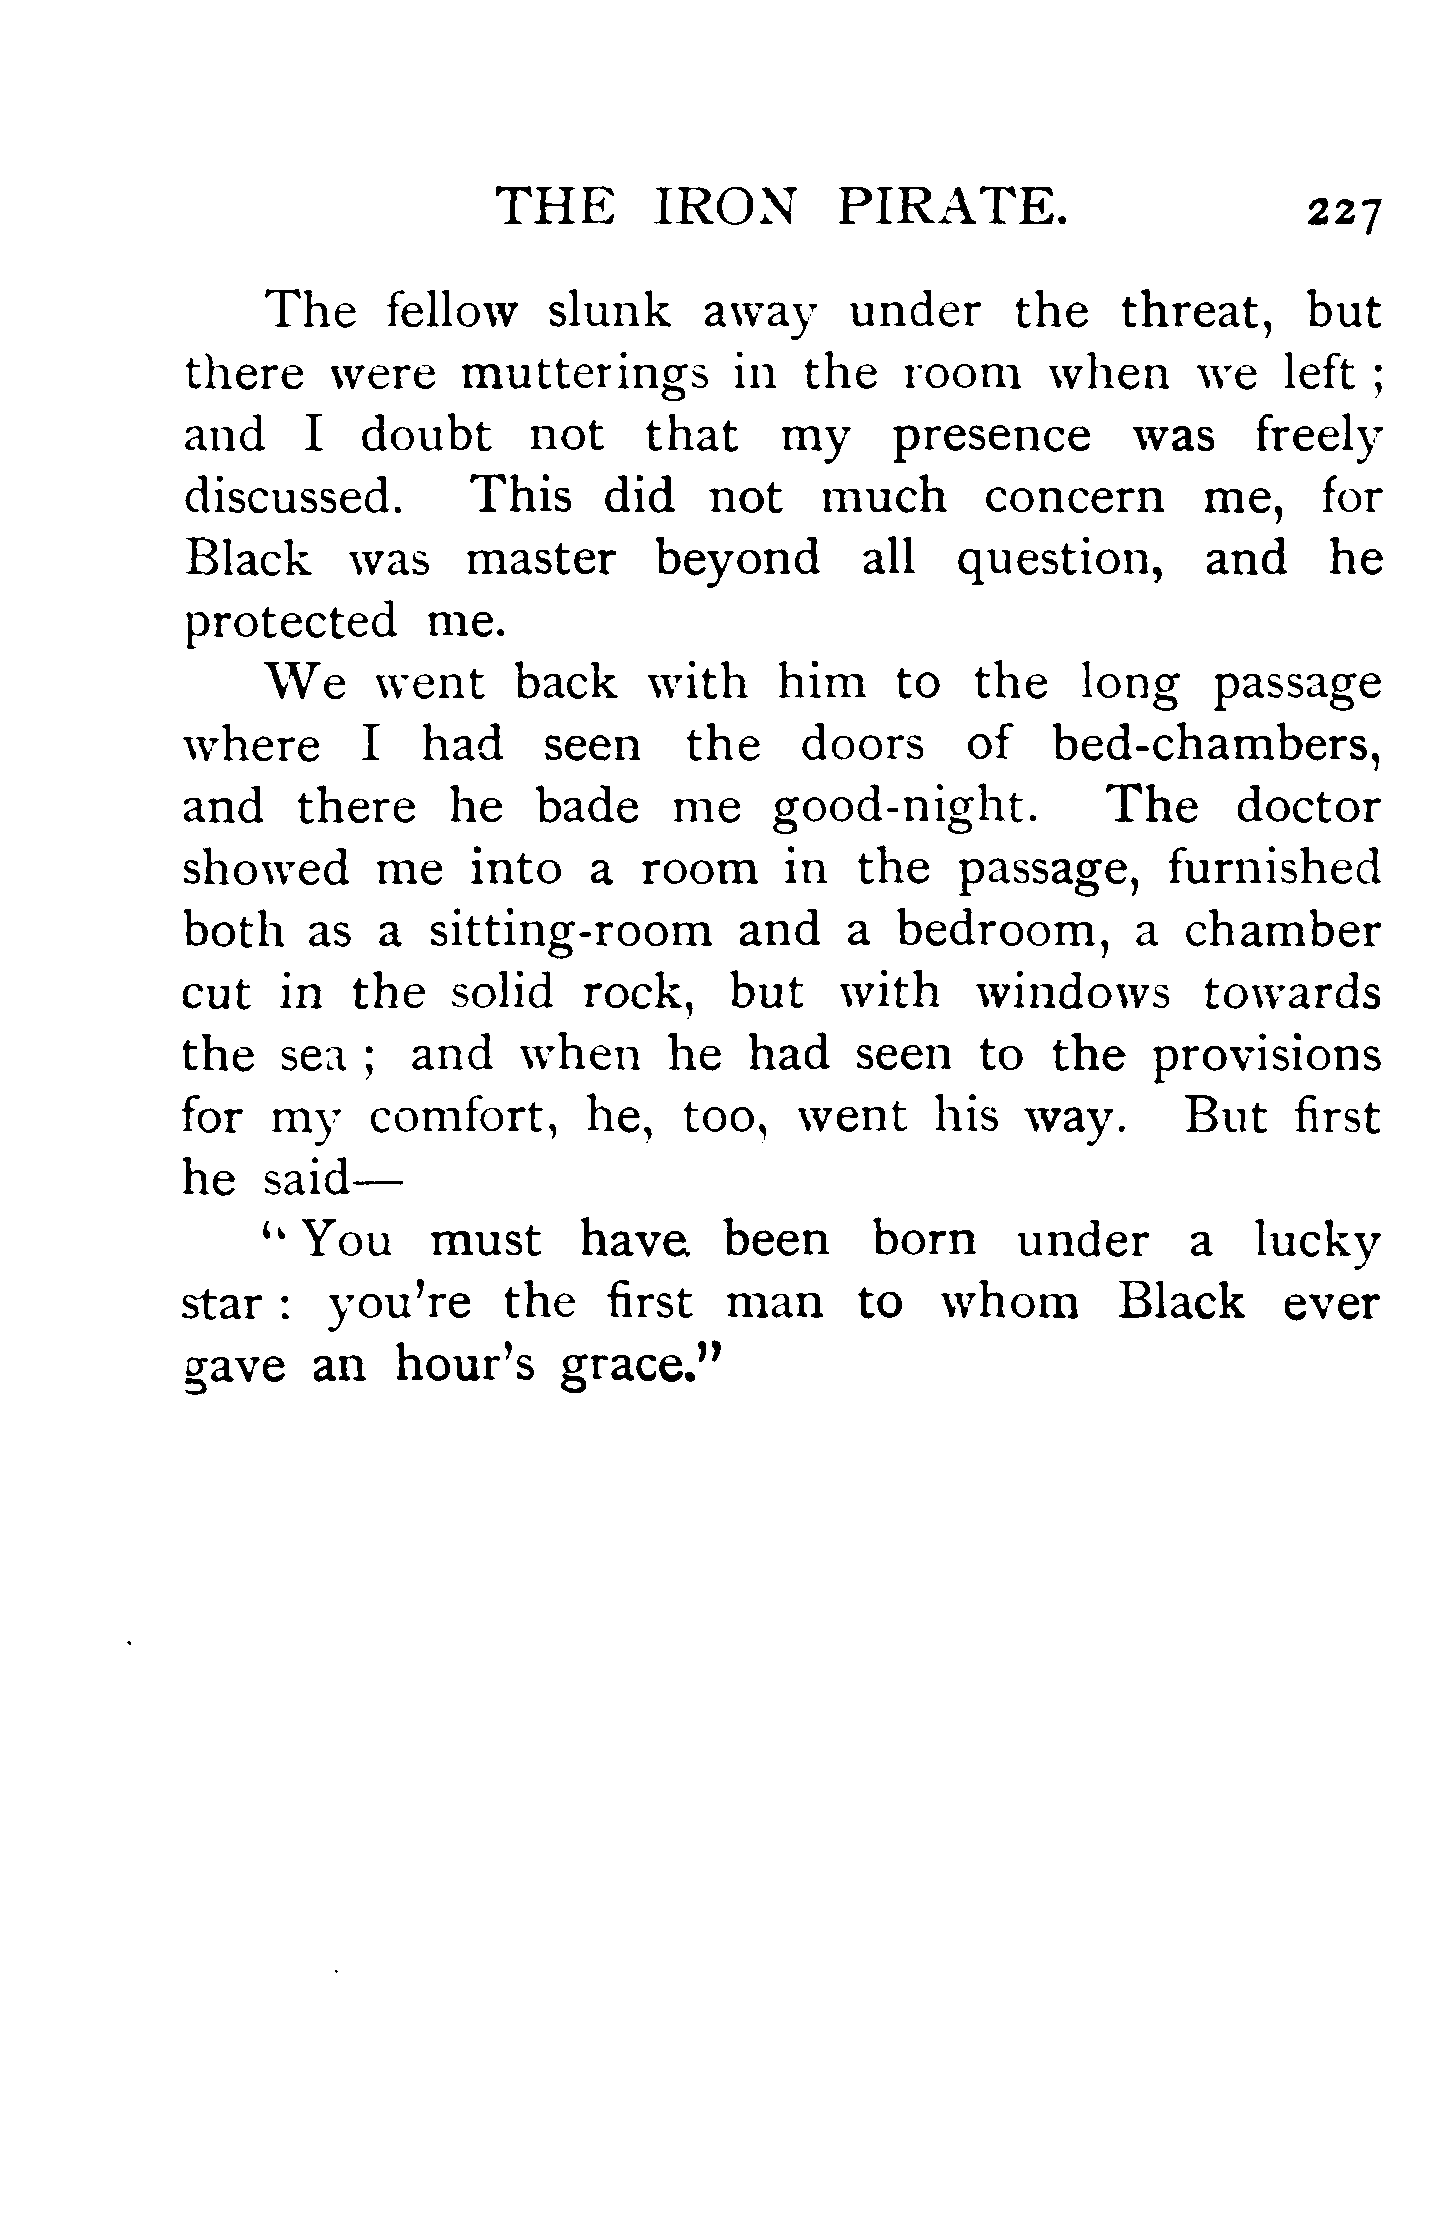 THE IRON PIRATE. 227
The fellow slunk away under the threat, but
there were mutterings in the room when we left ;
and I doubt not that my presence was freely
discussed. This did not much concern me, for
Black was master beyond all question, and he
protected me.
We went back with him to the long passage
where I had seen the doors of bed-chambers,
and there he bade me good-night. The doctor
showed me into a room in the passage, furnished
both as a sitting-room and a bedroom, a chamber
cut in the solid rock, but with windows towards
the sea ; and when he had seen to the provisions
for my comfort, he, too, went his way. But first
he said—
“ You must have been born under a lucky
star : you're the first man to whom Black ever
gave an hour's grace.”